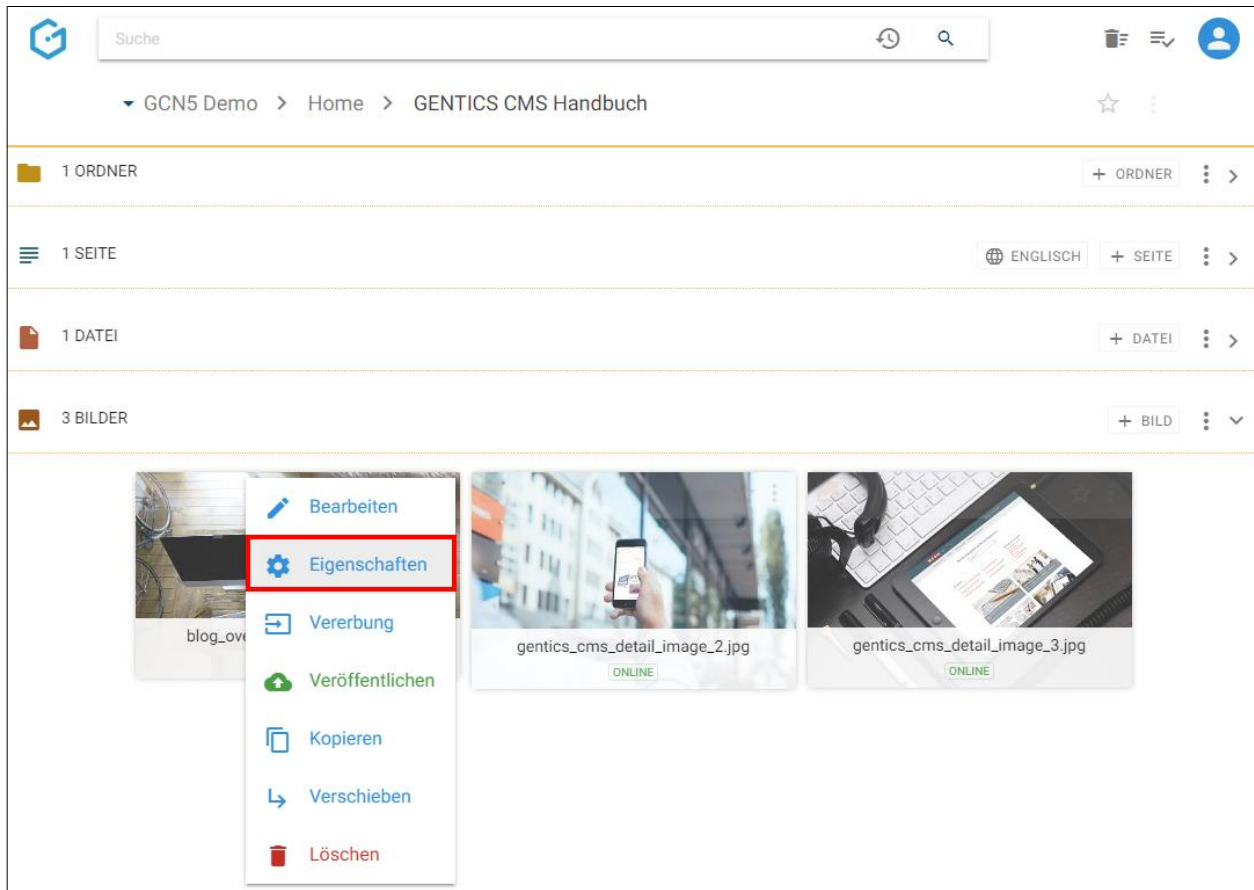 Suche
GCN5 Demo > Home > GENTICS CMS Handbuch
1 ORDNER + ORDNER
1 SEITE ENGLISCH + SEITE
1 DATEI + DATEI
3 BILDER + BILD
Bearbeiten
Eigenschaften
Vererbung
Veröffentlichen
Kopieren
Verschieben
Löschen
blog_ove
gentics_cms_detail_image_2.jpg
ONLINE
gentics_cms_detail_image_3.jpg
ONLINE